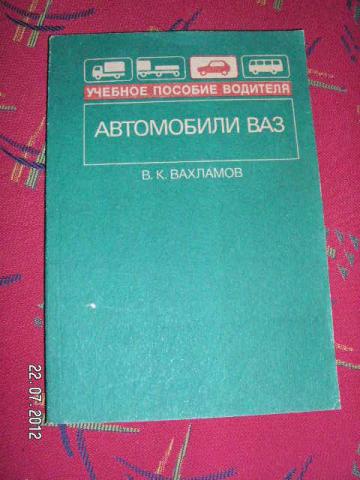 УЧЕБНОЕ ПОСОБИЕ ВОДИТЕЛЯ
АВТОМОБИЛИ ВАЗ
В. К. ВАХЛАМОВ
22.07.2012